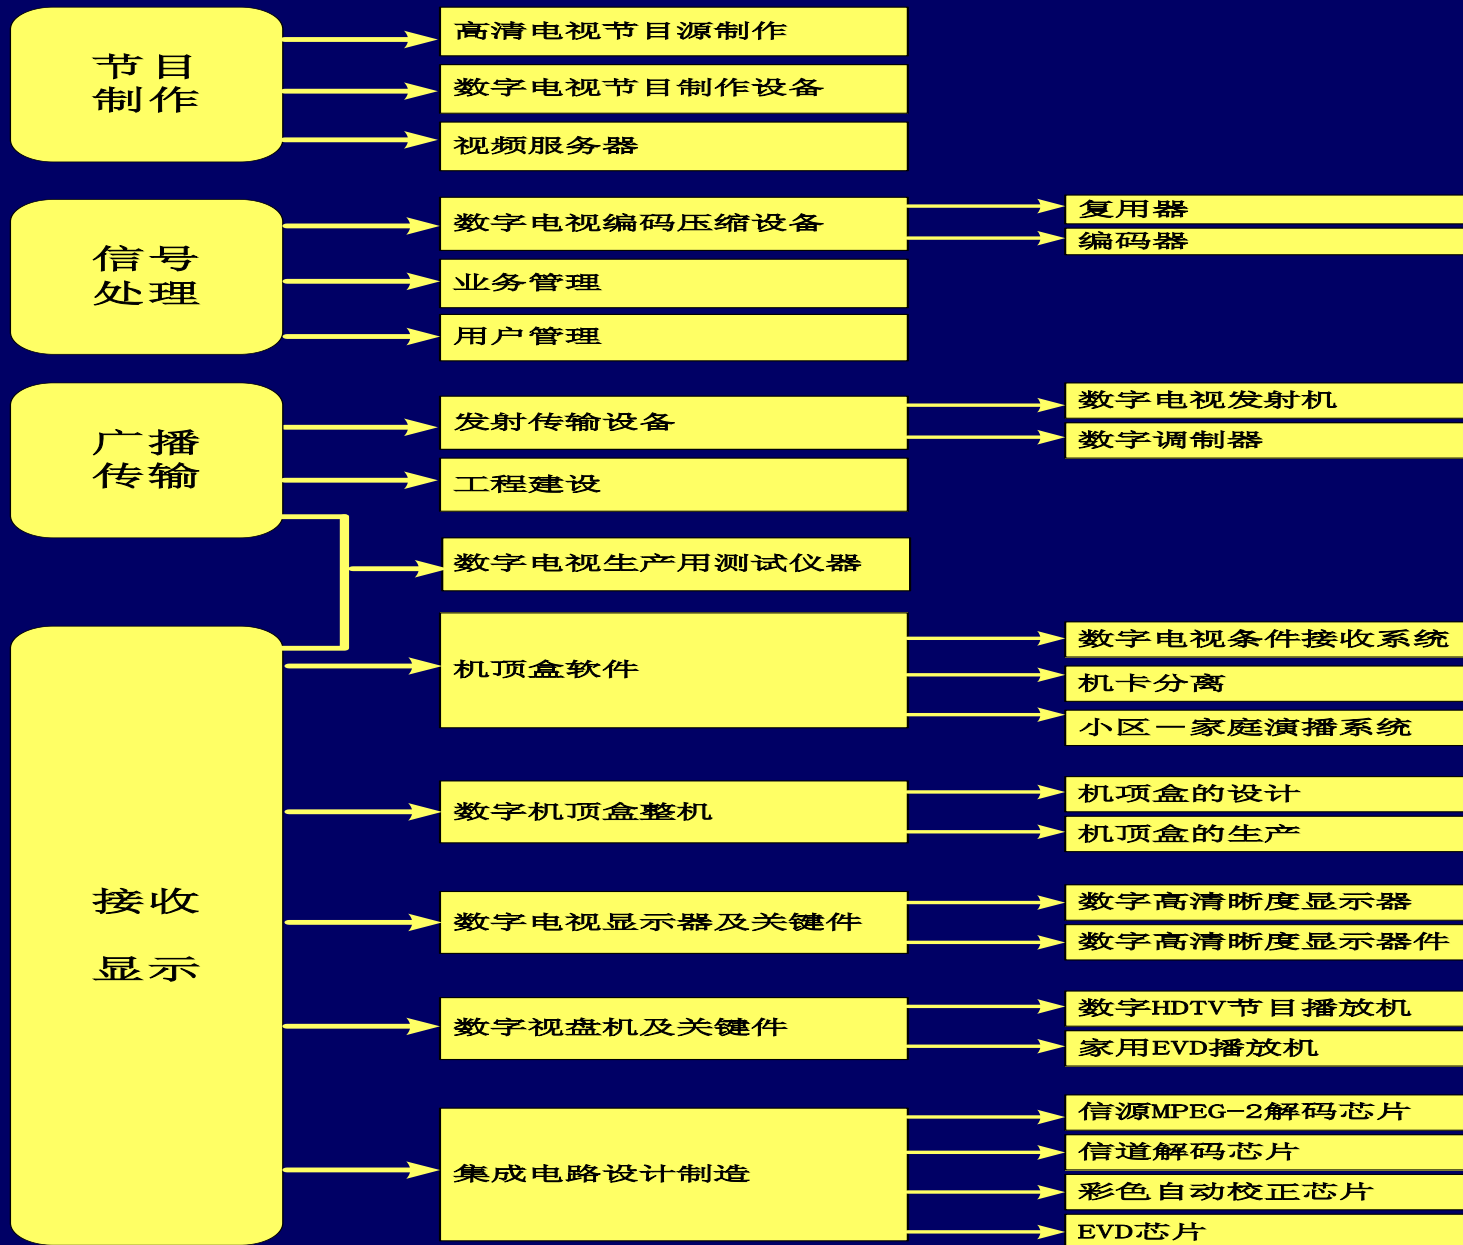 节目
制作
高清电视节目源制作
数字电视节目制作设备
视频服务器
信号
处理
数字电视编码压缩设备
复用器
编码器
业务管理
用户管理
广播
传输
发射传输设备
数字电视发射机
数字调制器
工程建设
数字电视生产用测试仪器
接收
显示
机顶盒软件
数字电视条件接收系统
机卡分离
小区－家庭演播系统
数字机顶盒整机
机项盒的设计
机顶盒的生产
数字电视显示器及关键件
数字高清晰度显示器
数字高清晰度显示器件
数字视盘机及关键件
数字HDTV节目播放机
家用EVD播放机
集成电路设计制造
信源MPEG-2解码芯片
信道解码芯片
彩色自动校正芯片
EVD芯片